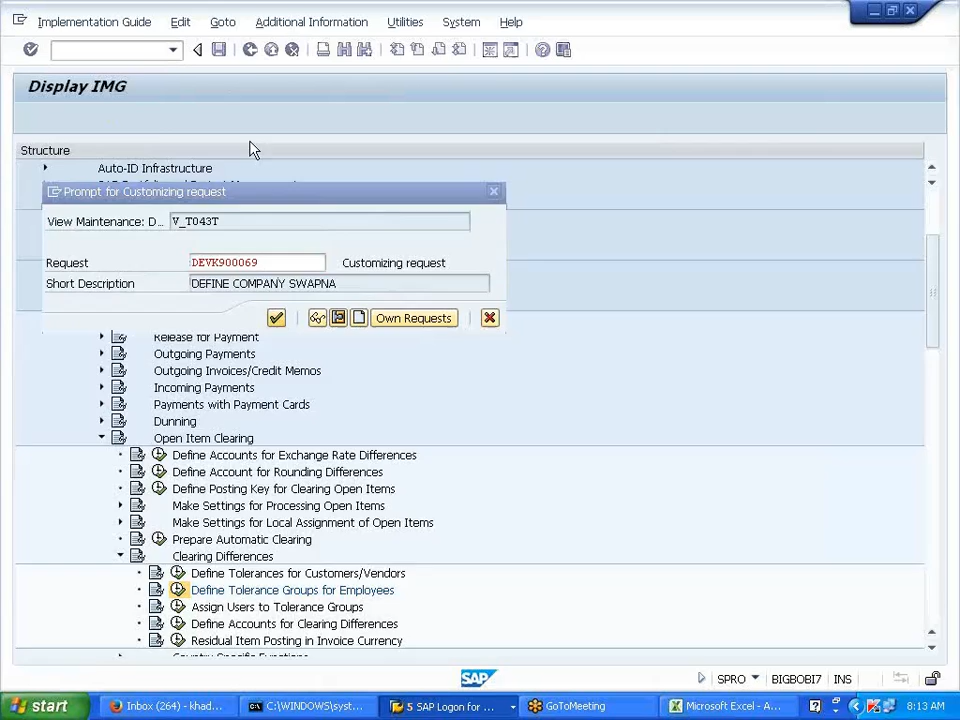 Implementation Guide Edit Goto Additional Information Utilities System Help
Display IMG
Structure
Auto-ID Infrastructure
Prompt for Customizing request
View Maintenance: D... V_T043T
Request DEVK900069 Customizing request
Short Description DEFINE COMPANY SWAPNA
Own Requests
Release for Payment
Outgoing Payments
Outgoing Invoices/Credit Memos
Incoming Payments
Payments with Payment Cards
Dunning
Open Item Clearing
Define Accounts for Exchange Rate Differences
Define Account for Rounding Differences
Define Posting Key for Clearing Open Items
Make Settings for Processing Open Items
Make Settings for Local Assignment of Open Items
Prepare Automatic Clearing
Clearing Differences
Define Tolerances for Customers/Vendors
Define Tolerance Groups for Employees
Assign Users to Tolerance Groups
Define Accounts for Clearing Differences
Residual Item Posting in Invoice Currency
Country-Specific Functions
SAP SPRO BIGBOBI7 INS
start Inbox (264) - khad... C:\WINDOWS\syst... 5 SAP Logon for ... GoToMeeting Microsoft Excel - A... 8:13 AM